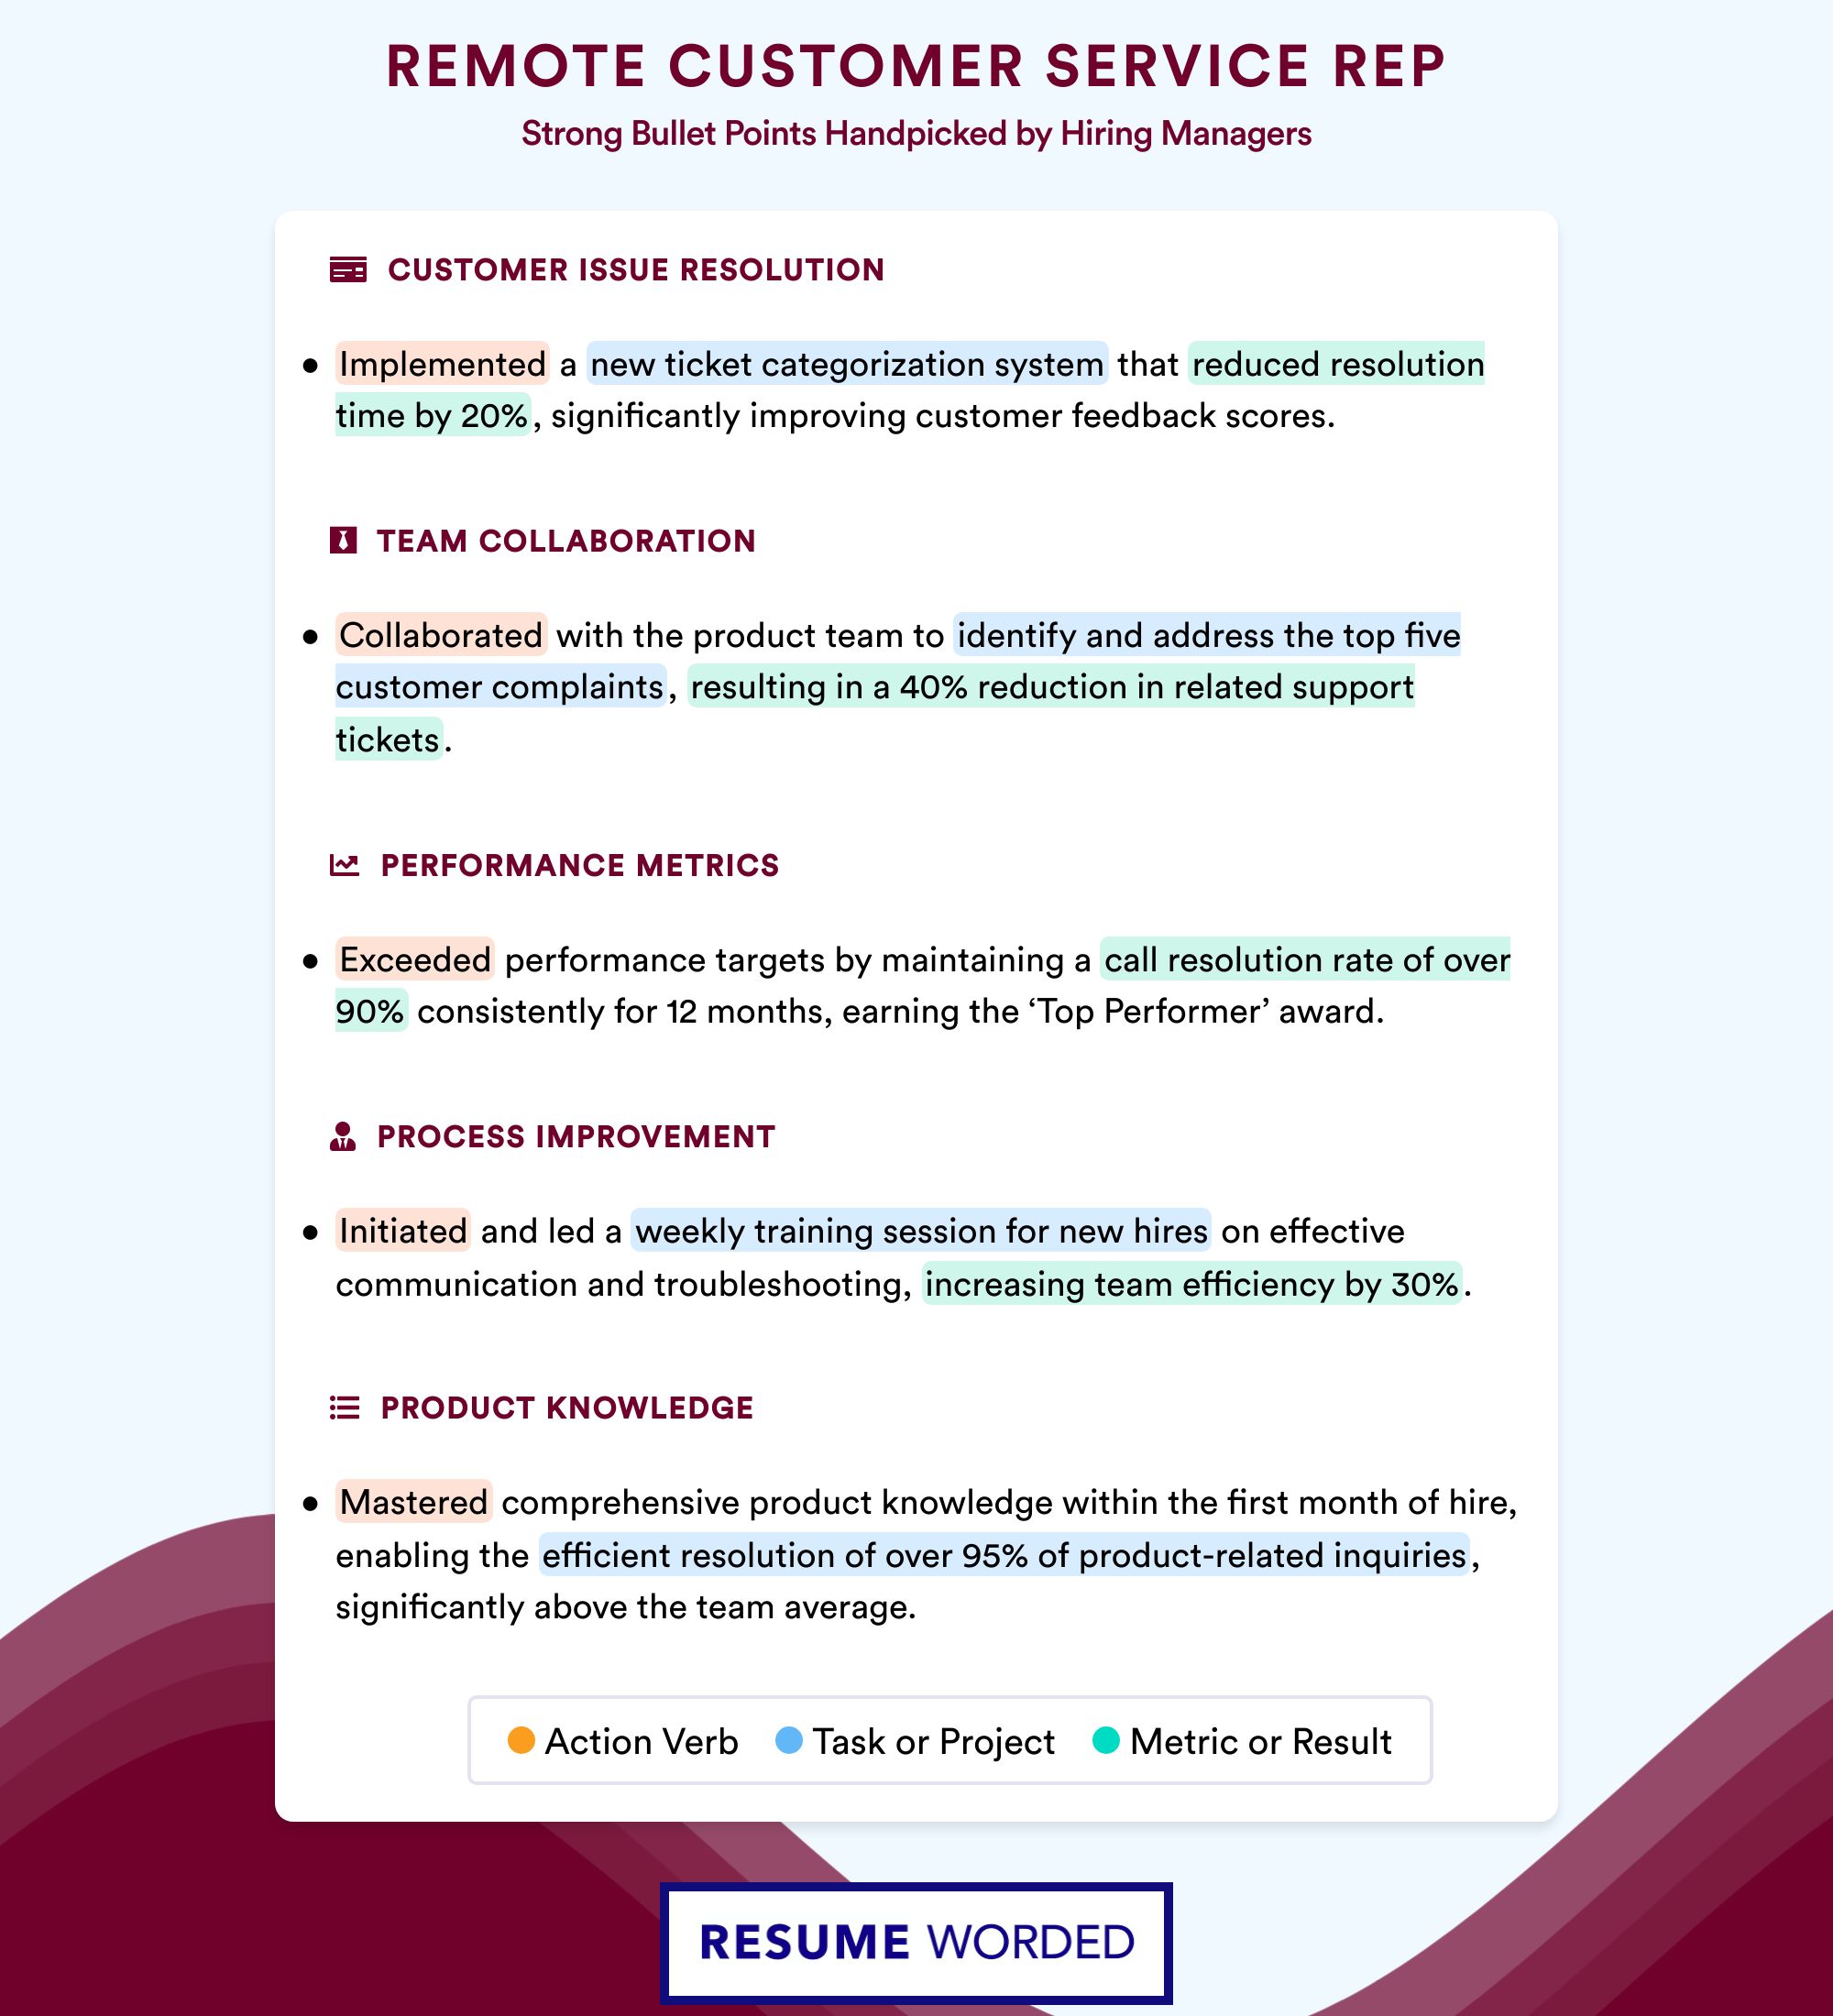 REMOTE CUSTOMER SERVICE REP
Strong Bullet Points Handpicked by Hiring Managers
CUSTOMER ISSUE RESOLUTION
• Implemented a new ticket categorization system that reduced resolution
time by 20%, significantly improving customer feedback scores.
TEAM COLLABORATION
• Collaborated with the product team to identify and address the top five
customer complaints, resulting in a 40% reduction in related support
tickets.
PERFORMANCE METRICS
• Exceeded performance targets by maintaining a call resolution rate of over
90% consistently for 12 months, earning the ‘Top Performer’ award.
PROCESS IMPROVEMENT
• Initiated and led a weekly training session for new hires on effective
communication and troubleshooting, increasing team efficiency by 30%.
PRODUCT KNOWLEDGE
• Mastered comprehensive product knowledge within the first month of hire,
enabling the efficient resolution of over 95% of product-related inquiries,
significantly above the team average.
Action Verb Task or Project Metric or Result
RESUME WORDED